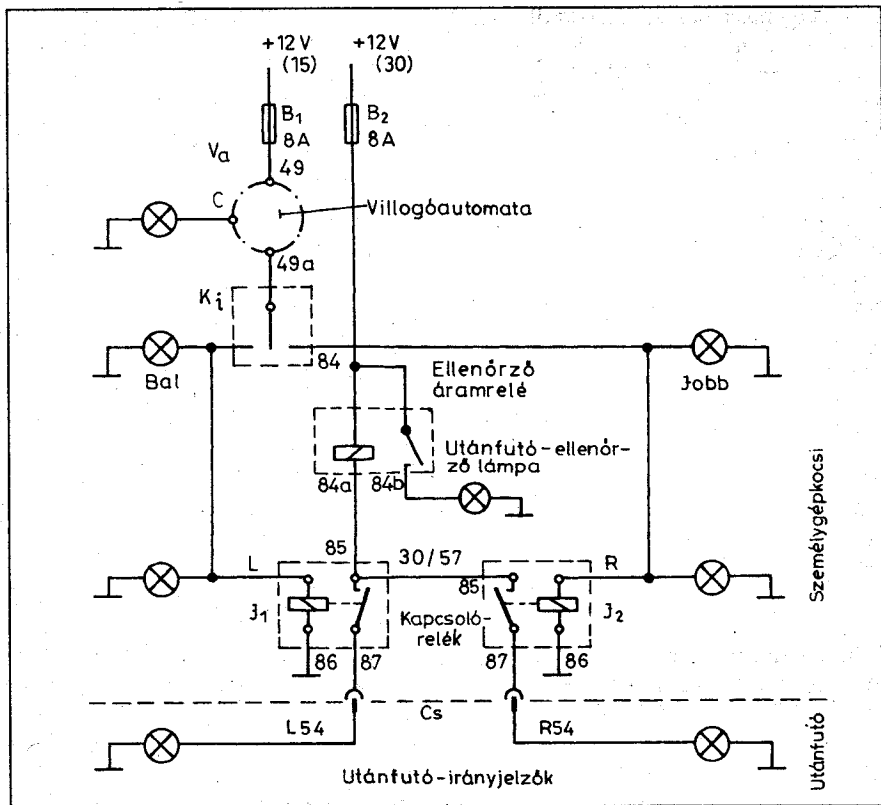 +12V
(15)
+12V
(30)
B1
8A
B2
8A
Va
49
C
Villogóautomata
49a
Ki
84
Bal
Jobb
Ellenőrző
áramrelé
Utánfutó-ellenőr-
ző lámpa
84a
84b
Személygépkocsi
85
30/57
L
85
R
J1
Kapcsoló-
relék
J2
86
87
87
86
Cs
L54
R54
Utánfutó
Utánfutó-irányjelzők